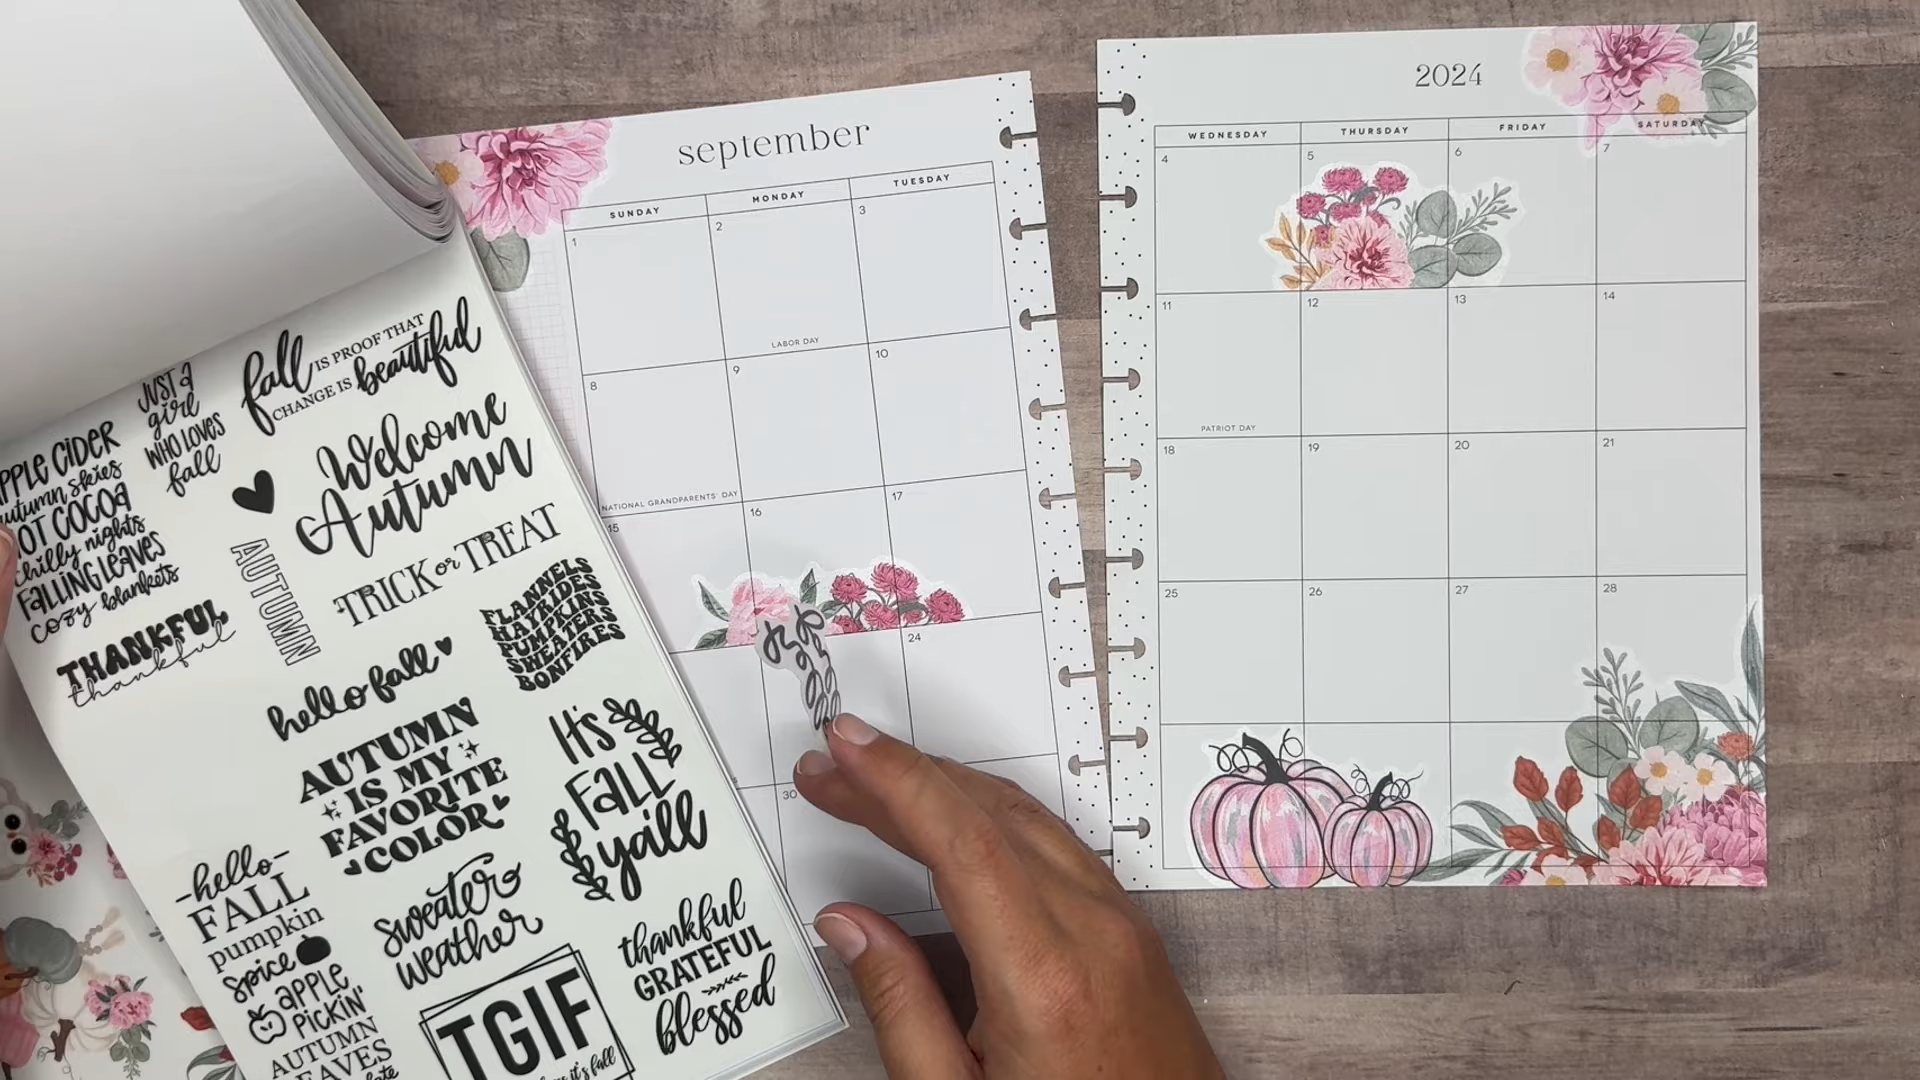 fall IS PROOF THAT
CHANGE IS beautiful
JUST a
girl
WHO LOVES
fall
CIDER
autumn skies
HOT COCOA
chilly nights
FALLING LEAVES
cozy blankets
Welcome
Autumn
AUTUMN
TRICK or TREAT
THANKFUL
thankful
FLANNELS
HAYRIDES
PUMPKINS
SWEATERS
BONFIRES
hello fall
AUTUMN
IS MY
FAVORITE
COLOR
It's
FALL
y'all
-hello-
FALL
pumpkin
spice
APPLE
PICKIN'
AUTUMN
sweater
weather
thankful
GRATEFUL
blessed
TGIF
it's fall
september
SUNDAY MONDAY TUESDAY
1 2 3
LABOR DAY
8 9 10
NATIONAL GRANDPARENTS' DAY
15 16 17
24
30
2024
WEDNESDAY THURSDAY FRIDAY SATURDAY
4 5 6 7
11 12 13 14
PATRIOT DAY
18 19 20 21
25 26 27 28